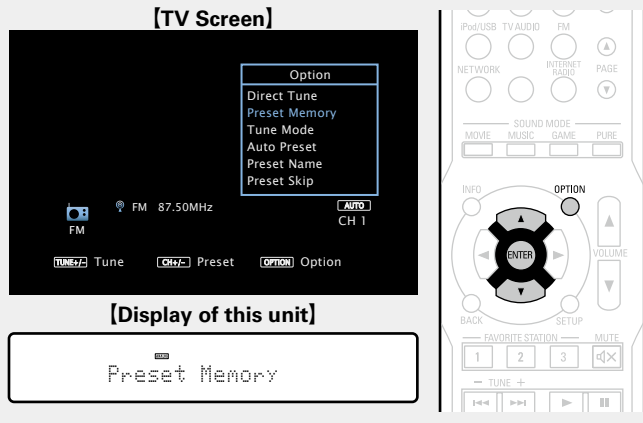 【TV Screen】
Option
Direct Tune
Preset Memory
Tune Mode
Auto Preset
Preset Name
Preset Skip
FM 87.50MHz
AUTO
CH 1
FM
TUNE+/- Tune
CH+/- Preset
OPTION Option
【Display of this unit】
Preset Memory
iPod/USB TV AUDIO FM
NETWORK INTERNET RADIO PAGE
SOUND MODE
MOVIE MUSIC GAME PURE
INFO OPTION
ENTER
VOLUME
BACK SETUP
FAVORITE STATION MUTE
1 2 3
- TUNE +